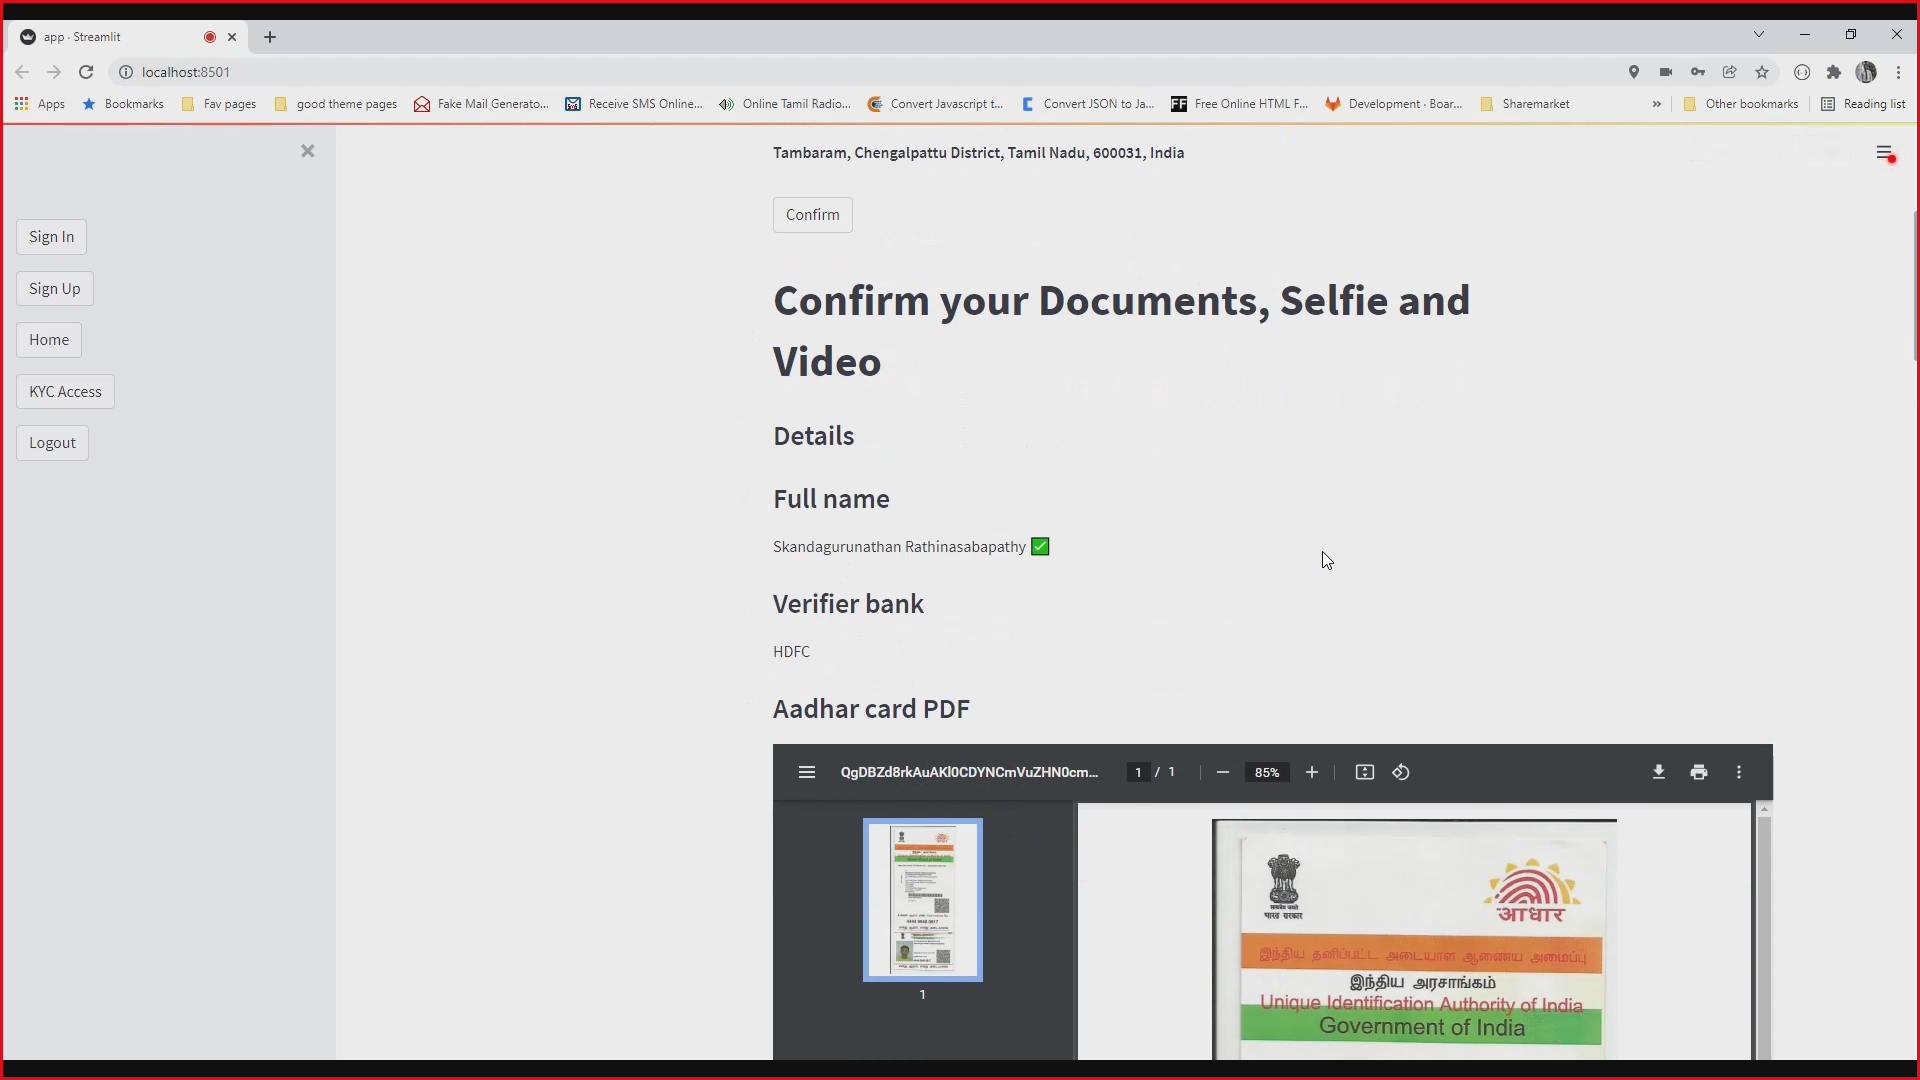 app · Streamlit
localhost:8501
Apps
Bookmarks
Fav pages
good theme pages
Fake Mail Generato...
Receive SMS Online...
Online Tamil Radio...
Convert Javascript t...
Convert JSON to Ja...
FF
Free Online HTML F...
Development · Boar...
Sharemarket
»
Other bookmarks
Reading list
Tambaram, Chengalpattu District, Tamil Nadu, 600031, India
Confirm
Sign In
Sign Up
Home
KYC Access
Logout
Confirm your Documents, Selfie and
Video
Details
Full name
Skandagurunathan Rathinasabapathy
Verifier bank
HDFC
Aadhar card PDF
QgDBZd8rkAuAKl0CDYNCmVuZHN0cm...
1 / 1
85%
1
भारत सरकार
आधार
இந்திய தனிப்பட்ட அடையாள ஆணைய அமைப்பு
இந்திய அரசாங்கம்
Unique Identification Authority of India
Government of India